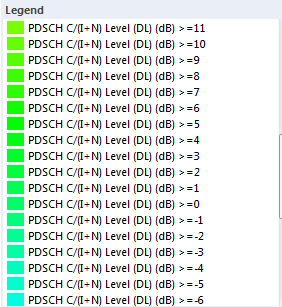 Legend
PDSCH C/(I+N) Level (DL) (dB) >=11
PDSCH C/(I+N) Level (DL) (dB) >=10
PDSCH C/(I+N) Level (DL) (dB) >=9
PDSCH C/(I+N) Level (DL) (dB) >=8
PDSCH C/(I+N) Level (DL) (dB) >=7
PDSCH C/(I+N) Level (DL) (dB) >=6
PDSCH C/(I+N) Level (DL) (dB) >=5
PDSCH C/(I+N) Level (DL) (dB) >=4
PDSCH C/(I+N) Level (DL) (dB) >=3
PDSCH C/(I+N) Level (DL) (dB) >=2
PDSCH C/(I+N) Level (DL) (dB) >=1
PDSCH C/(I+N) Level (DL) (dB) >=0
PDSCH C/(I+N) Level (DL) (dB) >=-1
PDSCH C/(I+N) Level (DL) (dB) >=-2
PDSCH C/(I+N) Level (DL) (dB) >=-3
PDSCH C/(I+N) Level (DL) (dB) >=-4
PDSCH C/(I+N) Level (DL) (dB) >=-5
PDSCH C/(I+N) Level (DL) (dB) >=-6